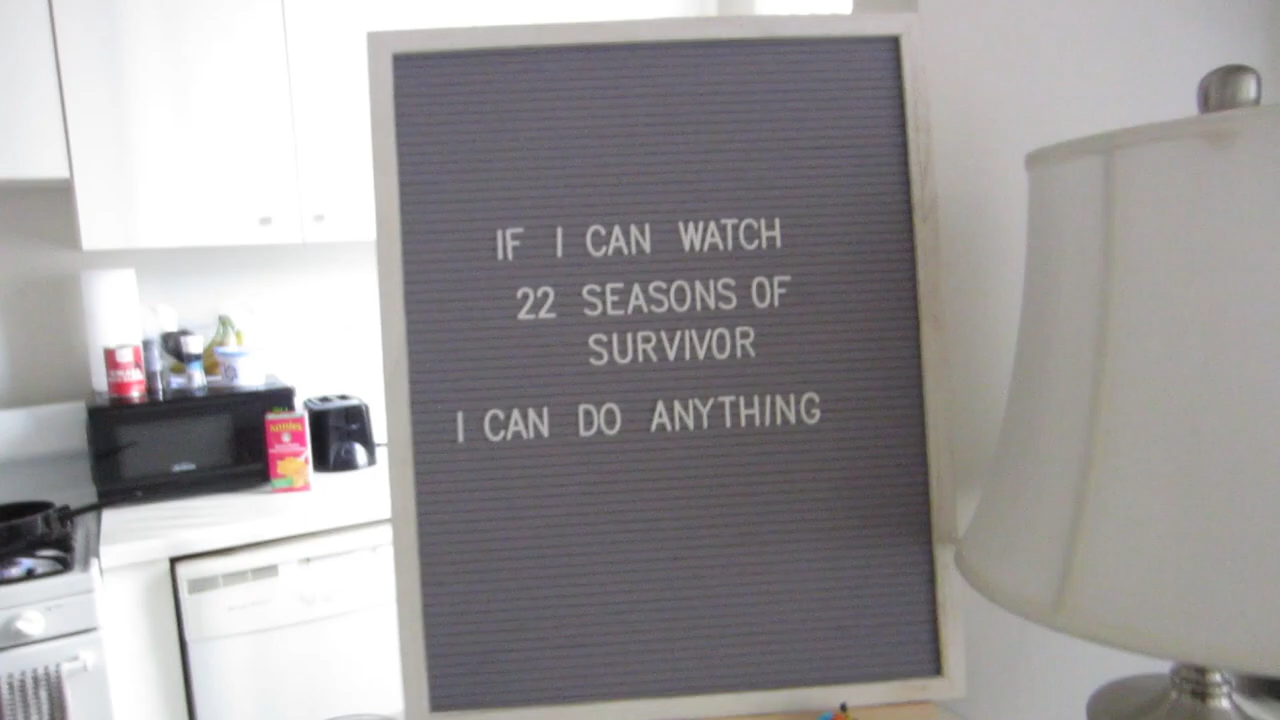 IF I CAN WATCH
22 SEASONS OF
SURVIVOR
I CAN DO ANYTHING